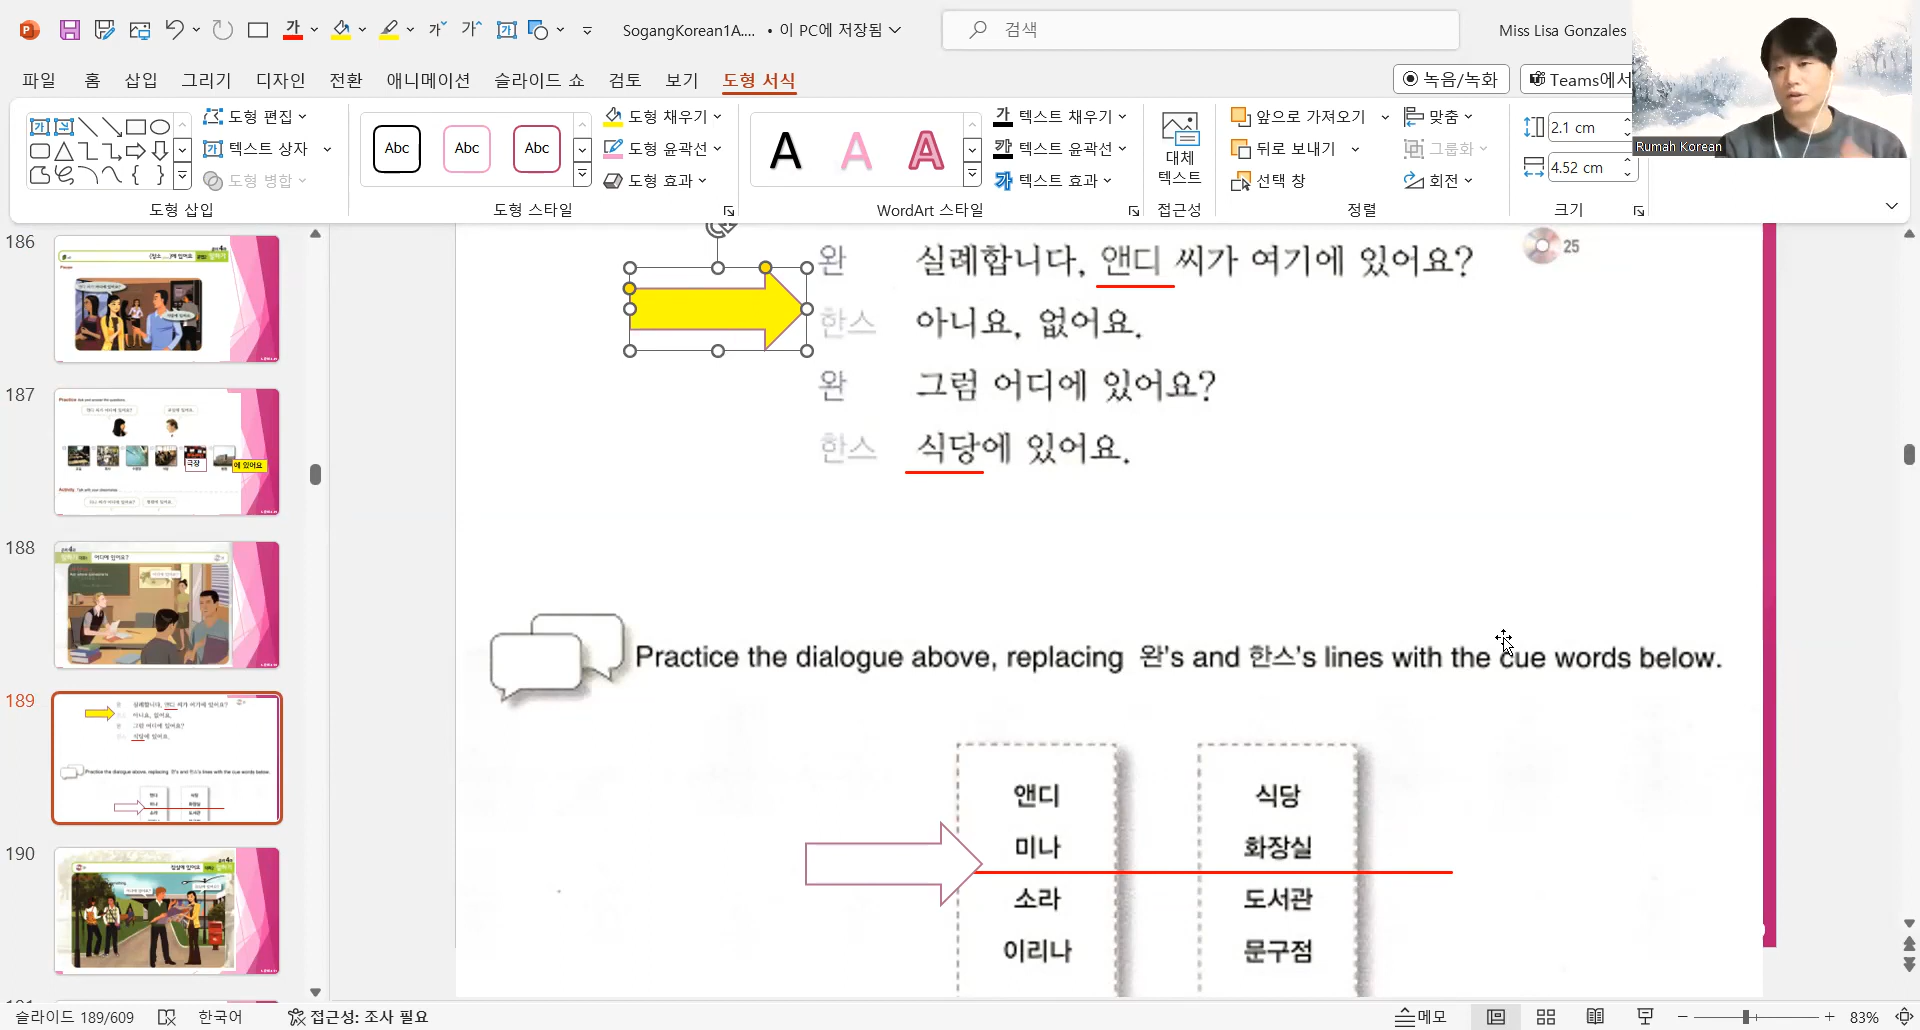 SogangKorean1A.... • 이 PC에 저장됨
검색
Miss Lisa Gonzales
파일 홈 삽입 그리기 디자인 전환 애니메이션 슬라이드 쇼 검토 보기 도형 서식
녹음/녹화
Teams에서
도형 편집
텍스트 상자
도형 병합
도형 삽입
Abc Abc Abc
도형 채우기
도형 윤곽선
도형 효과
도형 스타일
A A A
텍스트 채우기
텍스트 윤곽선
텍스트 효과
WordArt 스타일
대체
텍스트
접근성
앞으로 가져오기
뒤로 보내기
선택 창
맞춤
그룹화
회전
정렬
2.1 cm
4.52 cm
크기
Rumah Korean
186
187
188
189
190
완 실례합니다, 앤디 씨가 여기에 있어요?
25
한스 아니요, 없어요.
완 그럼 어디에 있어요?
한스 식당에 있어요.
Practice the dialogue above, replacing 완's and 한스's lines with the cue words below.
앤디 식당
미나 화장실
소라 도서관
이리나 문구점
슬라이드 189/609
한국어
접근성: 조사 필요
메모
83%